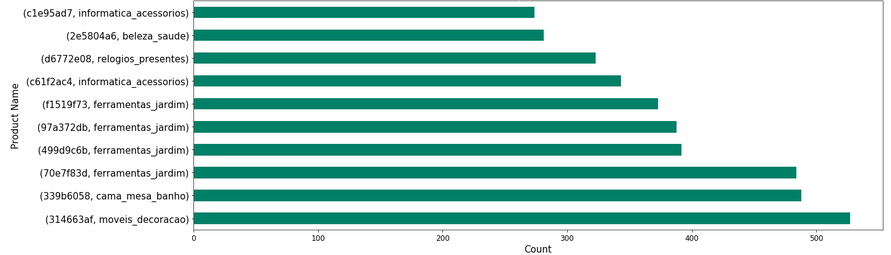 Product Name
(c1e95ad7, informatica_acessorios)
(2e5804a6, beleza_saude)
(d6772e08, relogios_presentes)
(c61f2ac4, informatica_acessorios)
(f1519f73, ferramentas_jardim)
(97a372db, ferramentas_jardim)
(499d9c6b, ferramentas_jardim)
(70e7f83d, ferramentas_jardim)
(339b6058, cama_mesa_banho)
(314663af, moveis_decoracao)
0 100 200 300 400 500
Count